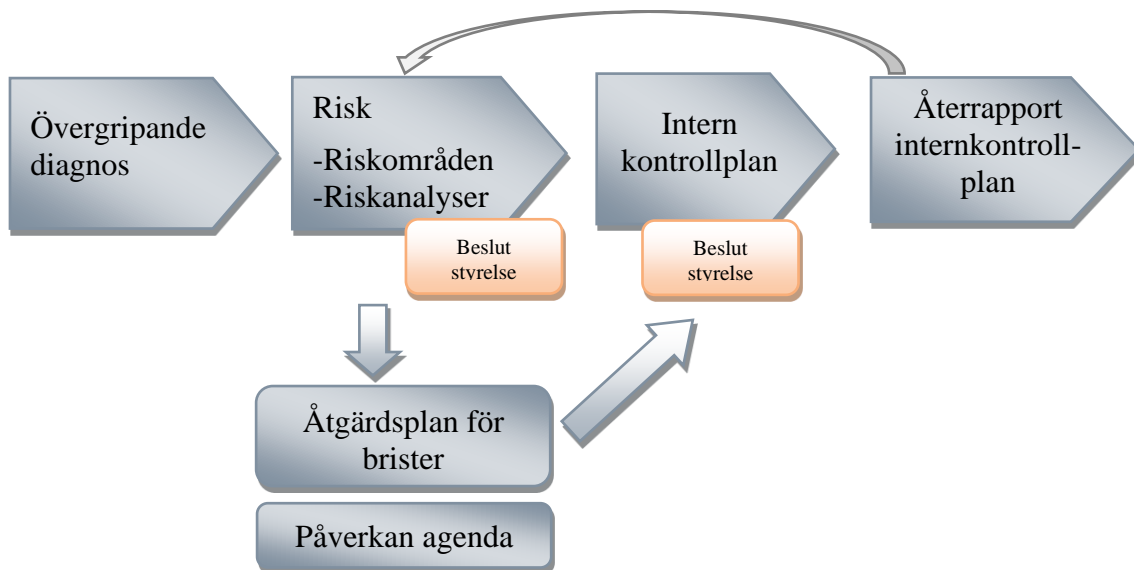 Övergripande
diagnos
Risk
-Riskområden
-Riskanalyser
Intern
kontrollplan
Återrapport
internkontroll-
plan
Beslut
styrelse
Beslut
styrelse
Åtgärdsplan för
brister
Påverkan agenda